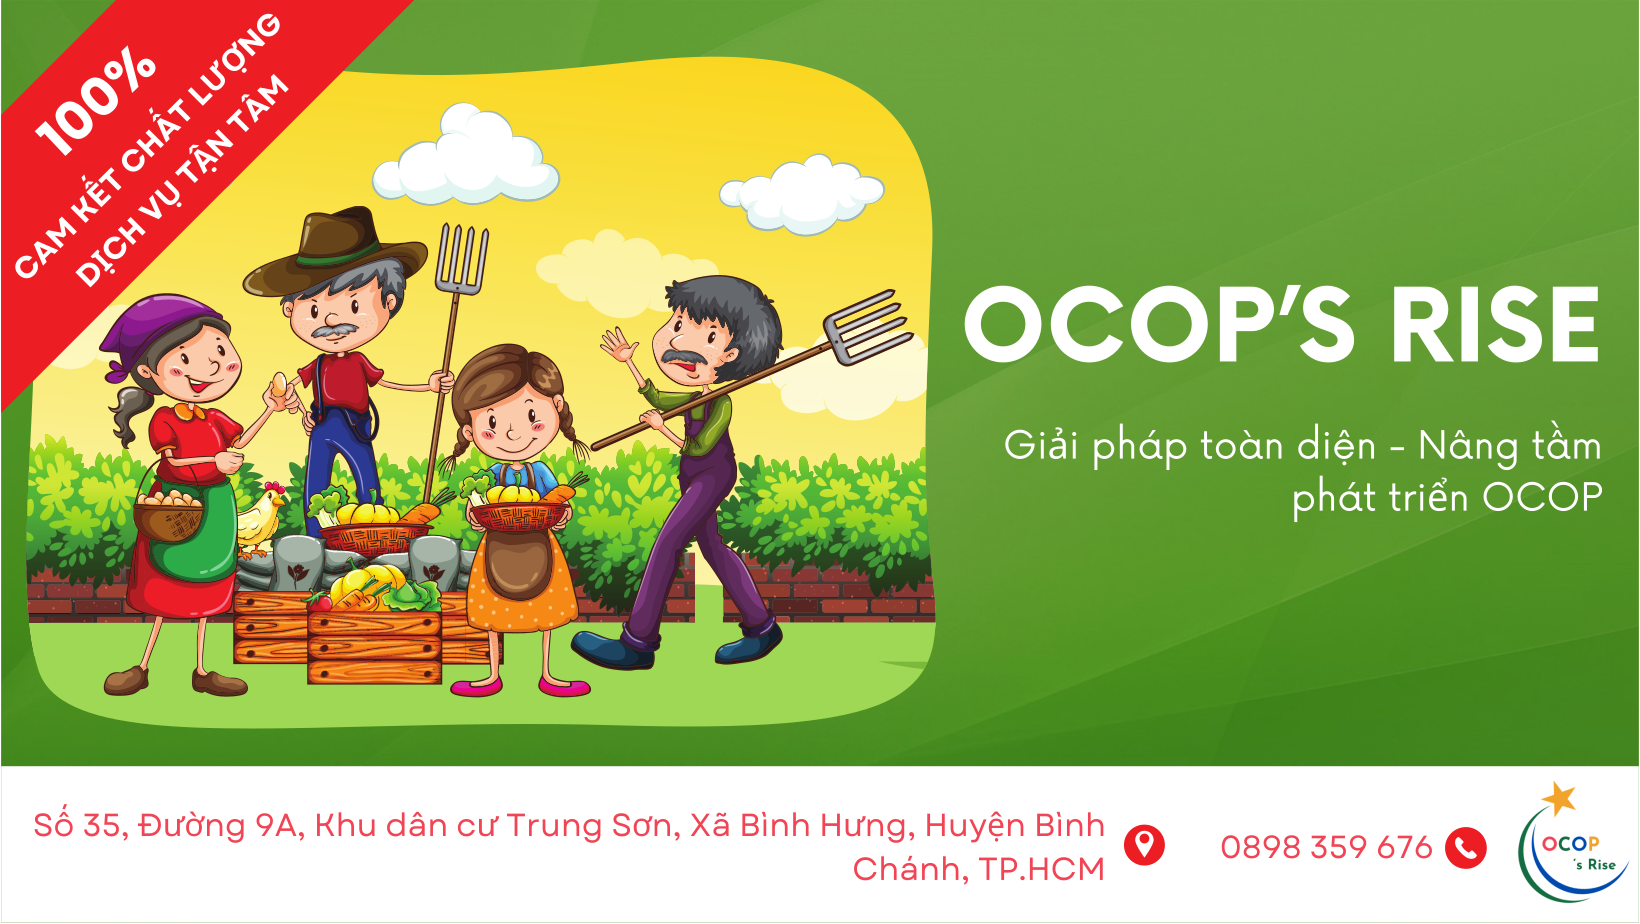 100%
CAM KẾT CHẤT LƯỢNG
DỊCH VỤ TẬN TÂM
OCOP'S RISE
Giải pháp toàn diện - Nâng tầm
phát triển OCOP
Số 35, Đường 9A, Khu dân cư Trung Sơn, Xã Bình Hưng, Huyện Bình
Chánh, TP.HCM
0898 359 676
OCOP
's Rise